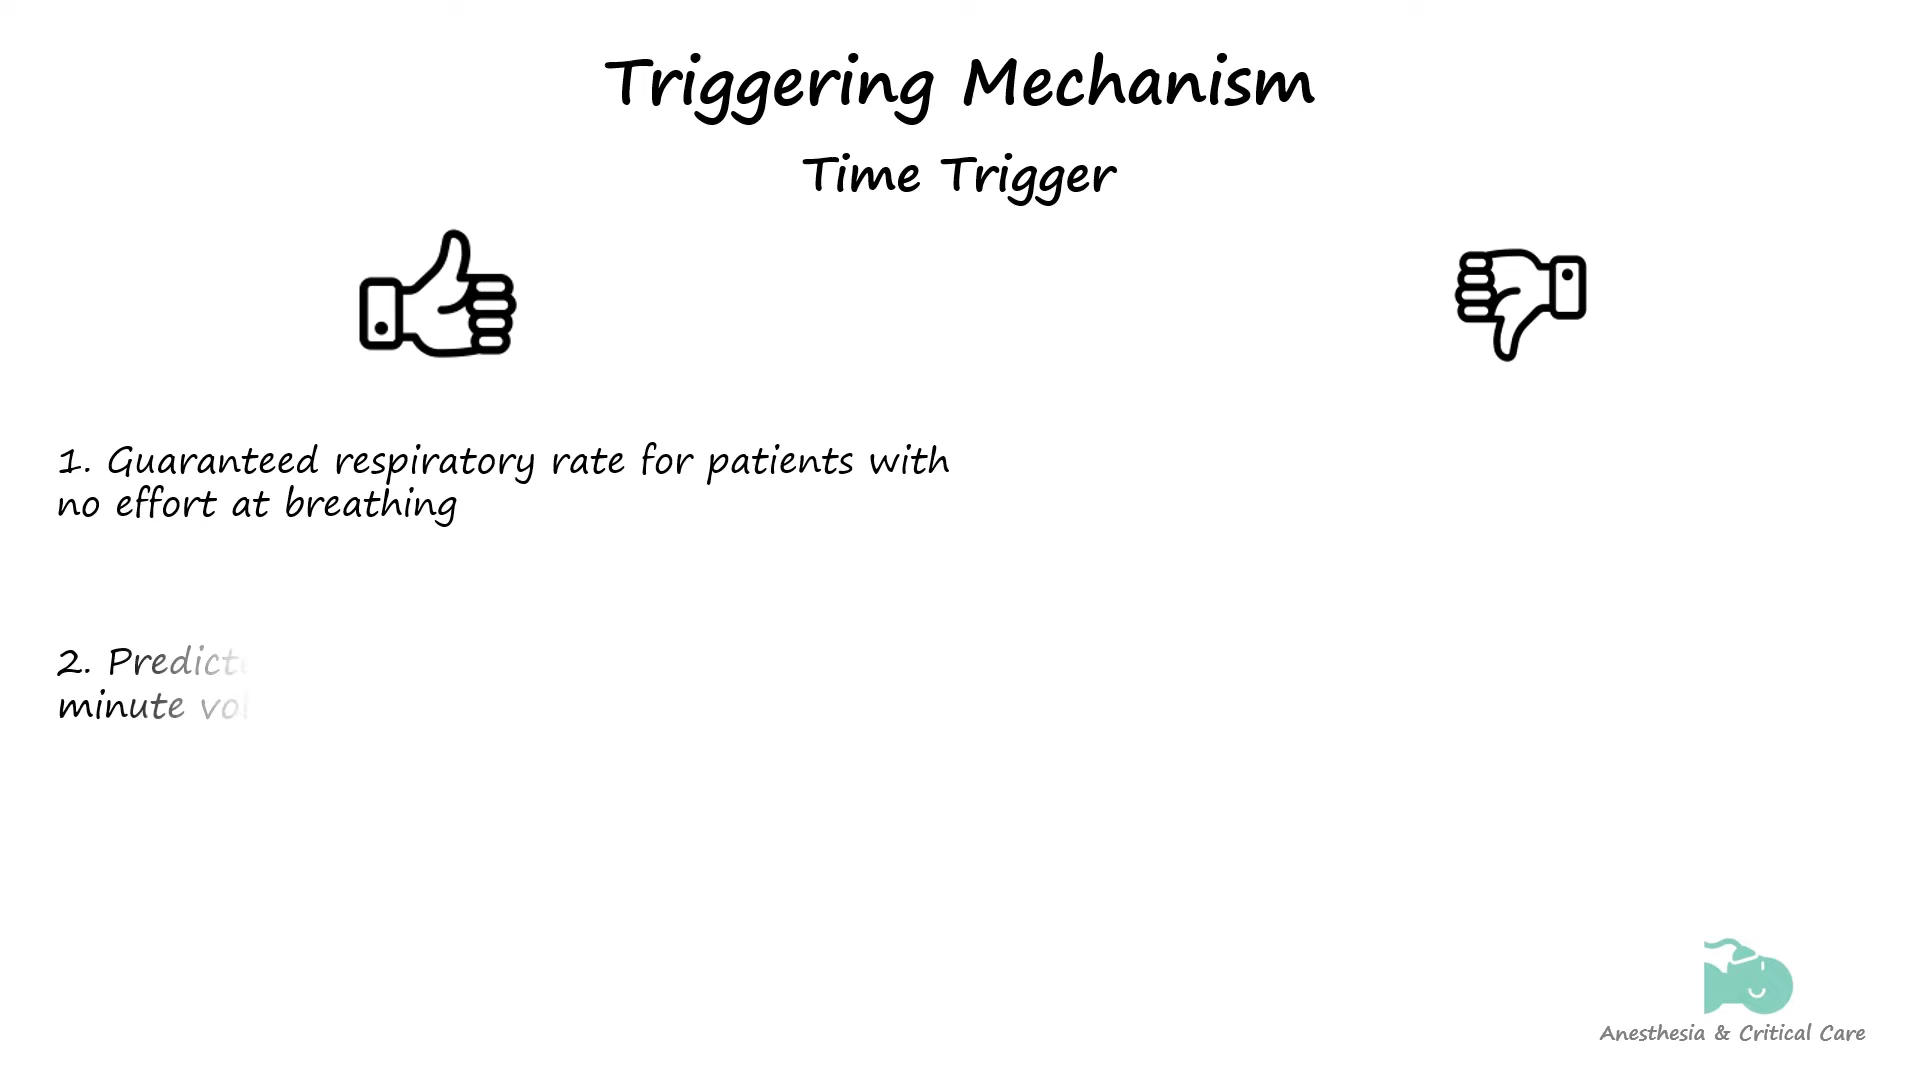 Triggering Mechanism
Time Trigger
1. Guaranteed respiratory rate for patients with
no effort at breathing
2.
minute
Anesthesia & Critical Care